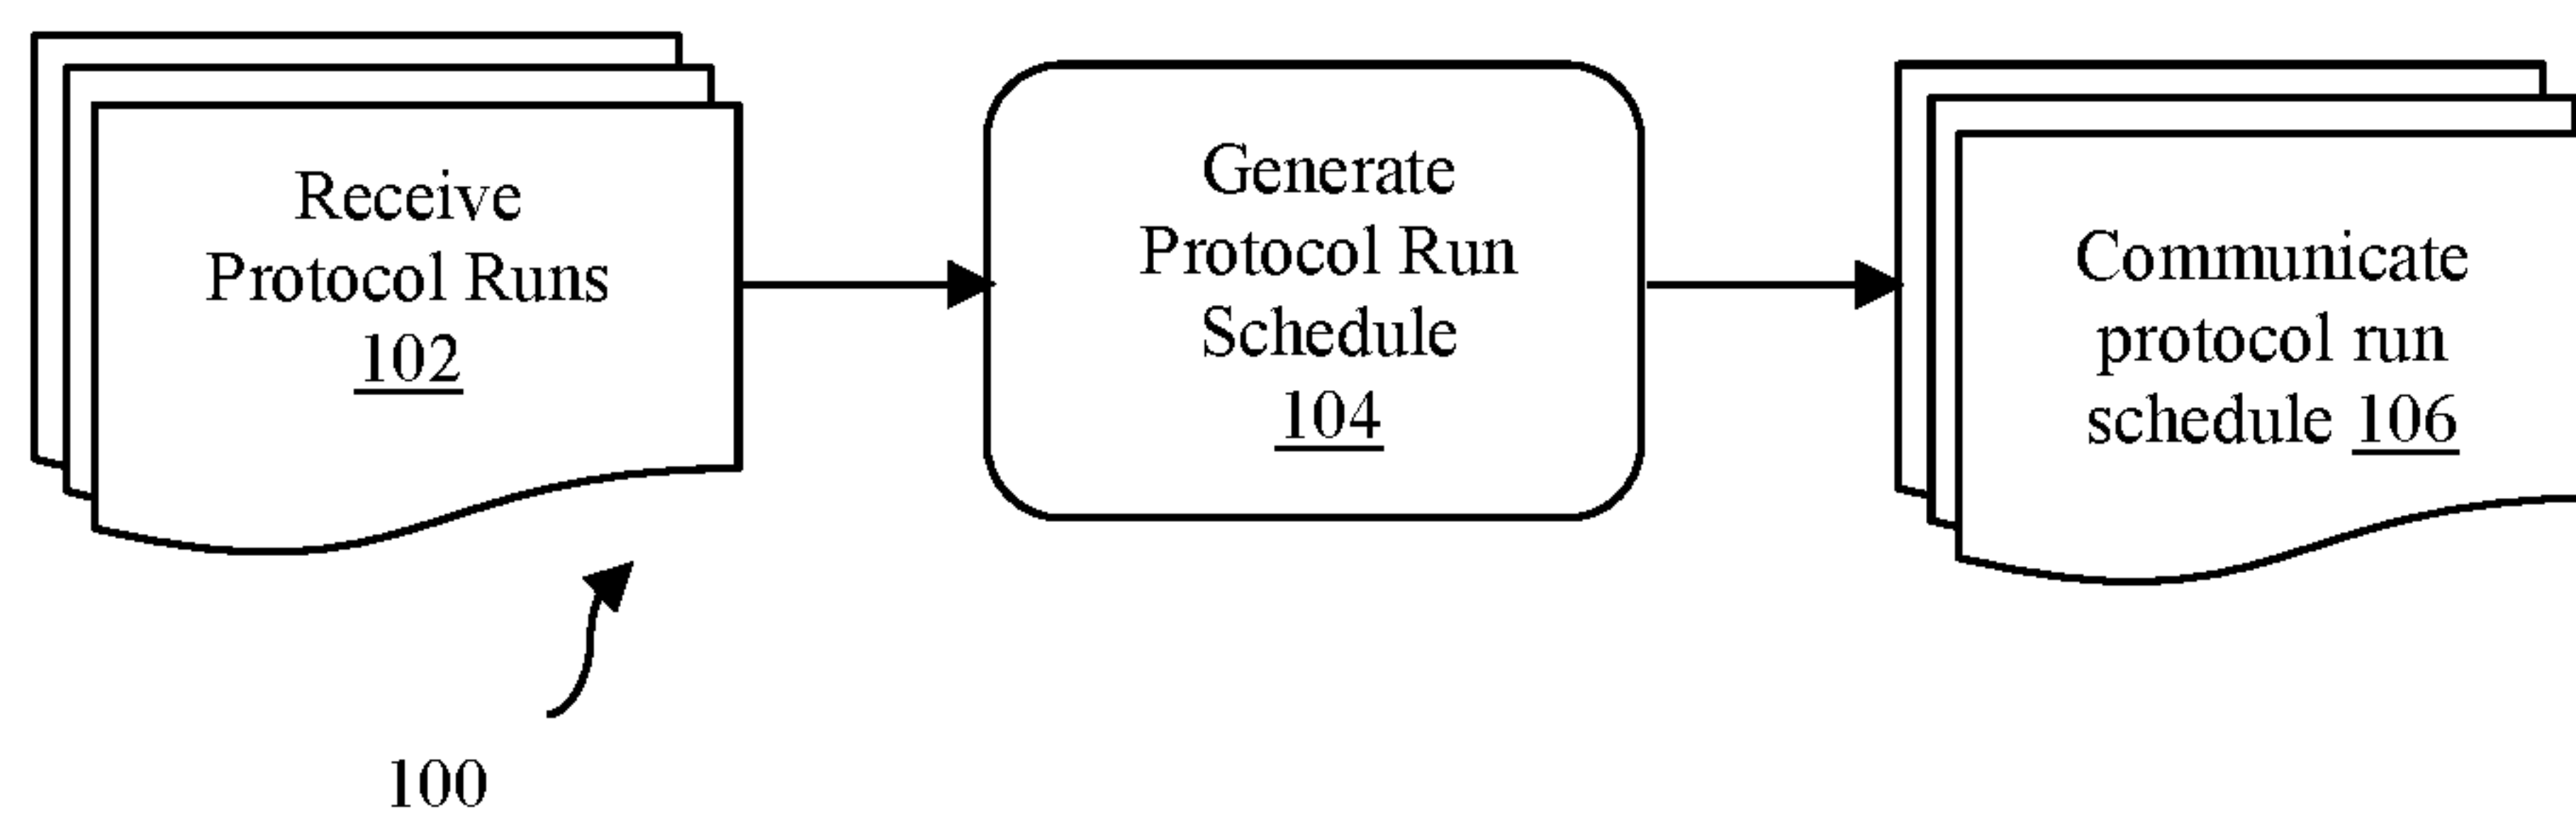 Receive
Protocol Runs
102
Generate
Protocol Run
Schedule
104
Communicate
protocol run
schedule 106
100